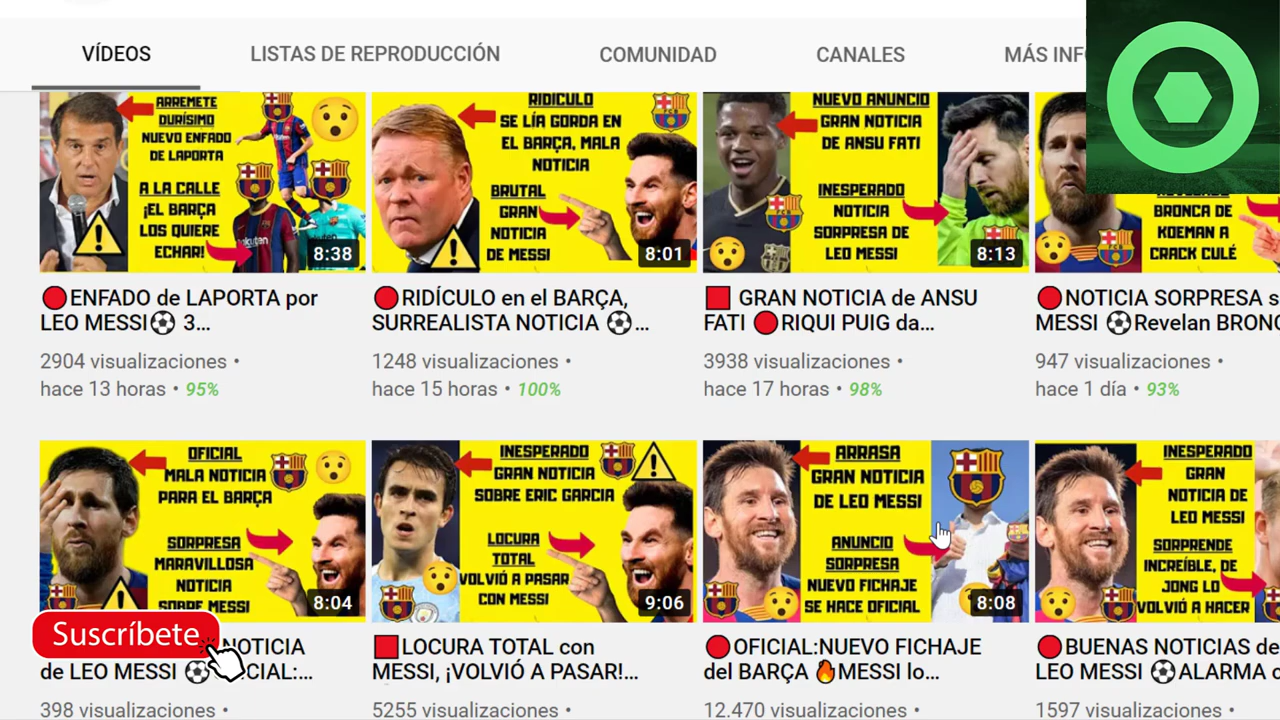 VÍDEOS
LISTAS DE REPRODUCCIÓN
COMUNIDAD
CANALES
MÁS INF
ARREMETE
DURÍSIMO
NUEVO ENFADO
DE LAPORTA
A LA CALLE
¡EL BARÇA
LOS QUIERE
ECHAR!
8:38
RIDÍCULO
SE LÍA GORDA EN
EL BARÇA, MALA
NOTICIA
BRUTAL
GRAN
NOTICIA
DE MESSI
8:01
NUEVO ANUNCIO
GRAN NOTICIA
DE ANSU FATI
INESPERADO
NOTICIA
SORPRESA DE
LEO MESSI
8:13
BRONCA DE
KOEMAN A
CRACK CULÉ
🔴ENFADO de LAPORTA por
LEO MESSI⚽ 3...
2904 visualizaciones •
hace 13 horas • 95%
🔴RIDÍCULO en el BARÇA,
SURREALISTA NOTICIA ⚽...
1248 visualizaciones •
hace 15 horas • 100%
🟥 GRAN NOTICIA de ANSU
FATI 🔴RIQUI PUIG da...
3938 visualizaciones •
hace 17 horas • 98%
🔴NOTICIA SORPRESA s
MESSI ⚽Revelan BRONC
947 visualizaciones •
hace 1 día • 93%
OFICIAL
MALA NOTICIA
PARA EL BARÇA
SORPRESA
MARAVILLOSA
NOTICIA
SOBRE MESSI
8:04
INESPERADO
GRAN NOTICIA
SOBRE ERIC GARCIA
LOCURA
TOTAL
VOLVIÓ A PASAR
CON MESSI
9:06
ARRASA
GRAN NOTICIA
DE LEO MESSI
ANUNCIO
SORPRESA
NUEVO FICHAJE
SE HACE OFICIAL
8:08
INESPERADO
GRAN
NOTICIA DE
LEO MESSI
SORPRENDE
INCREÍBLE, DE
JONG LO
VOLVIÓ A HACER
Suscríbete
NOTICIA
de LEO MESSI ⚽ CIAL:...
398 visualizaciones •
🟥LOCURA TOTAL con
MESSI, ¡VOLVIÓ A PASAR!...
5255 visualizaciones •
🔴OFICIAL:NUEVO FICHAJE
del BARÇA 🔥MESSI lo...
12.470 visualizaciones •
🔴BUENAS NOTICIAS de
LEO MESSI ⚽ALARMA c
1597 visualizaciones •